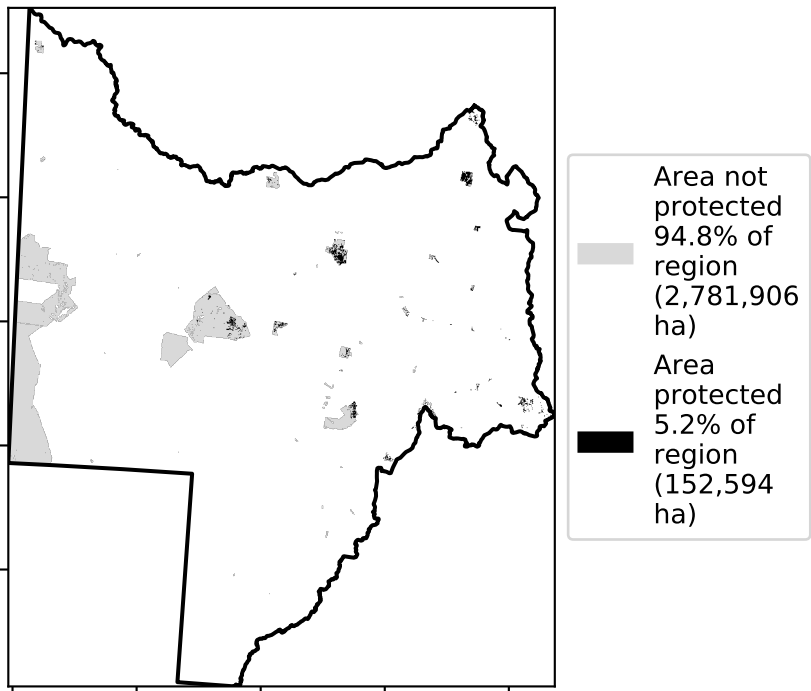 Area not
protected
94.8% of
region
(2,781,906
ha)
Area
protected
5.2% of
region
(152,594
ha)